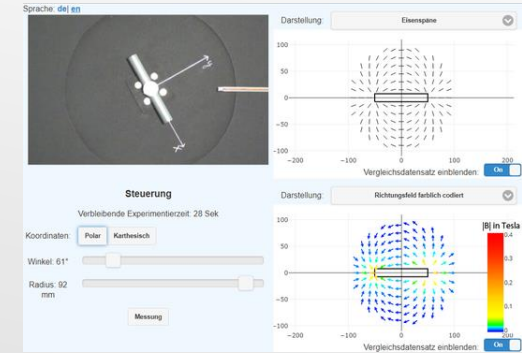 Sprache: de| en
y
x
Steuerung
Verbleibende Experimentierzeit: 28 Sek
Koordinaten: Polar Karthesisch
Winkel: 61°
Radius: 92 mm
Messung
Darstellung: Eisenspäne
100
50
0
−50
−100
−200 −100 0 100 200
Vergleichsdatensatz einblenden: On
Darstellung: Richtungsfeld farblich codiert
|B| in Tesla
100
50
0
−50
−100
−200 −100 0 100 200
0.4
0.3
0.2
0.1
0
Vergleichsdatensatz einblenden: On